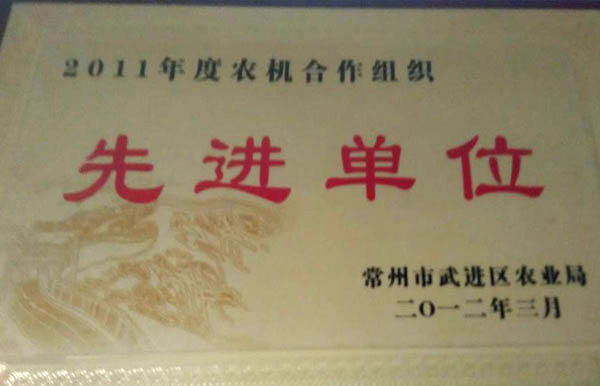 2011年度农机合作组织
先进单位
常州市武进区农业局
二〇一二年三月